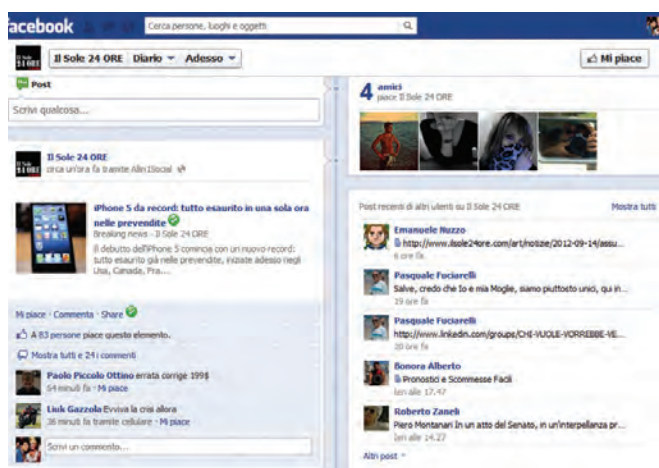 facebook
Cerca persone, luoghi e oggetti
Il Sole 24 ORE Diario Adesso
Mi piace
Post
Scrivi qualcosa...
Il Sole 24 ORE
circa un'ora fa tramite
iPhone 5 da record: tutto esaurito in una sola ora
nelle prevendite
Breaking news - Il Sole 24 ORE
Il debutto dell'iPhone 5 comincia con un nuovo record:
tutto esaurito già nelle prevendite, iniziate adesso negli
Usa, Canada, Fra...
Mi piace · Commenta · Share
A 83 persone piace questo elemento.
Mostra tutti e 24 i commenti
Paolo Piccolo Ottino errata corrige 199$
54 minuti fa · Mi piace
Link Gazzola Evviva la crisi allora
36 minuti fa tramite cellulare · Mi piace
Scrivi un commento...
4 amici
piace Il Sole 24 ORE
Post recenti di altri utenti su Il Sole 24 ORE Mostra tutti
Emanuele Nuzzo
http://www.ilsole24ore.com/art/notizie/2012-09-14/assu...
6 ore fa
Pasquale Fuciarelli
Salve, credo che Io e mia Moglie, siamo piuttosto unici, qui in...
19 ore fa
Pasquale Fuciarelli
http://www.linkedin.com/groups/CHI-VUOLE-VORREBBE-VE...
20 ore fa
Bonora Alberto
Pronostici e Scommesse Facili
Ieri alle 17.47
Roberto Zaneli
Piero Montanari In un atto del Senato, in un'interpellanza pr...
Ieri alle 14.27
Altri post